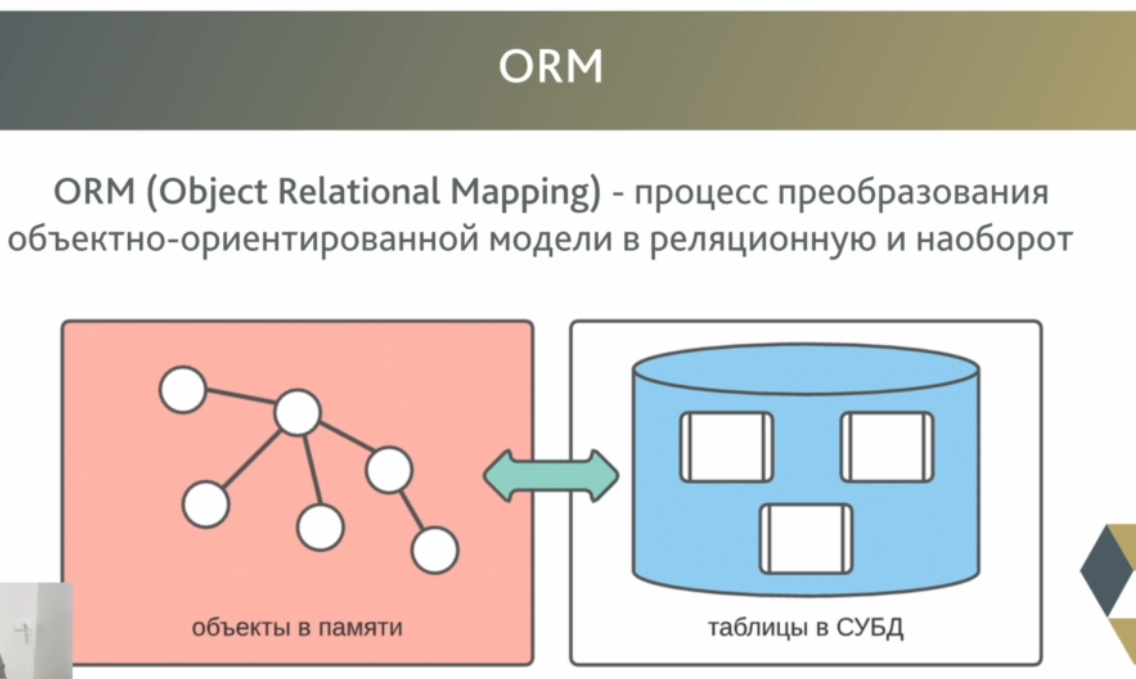 ORM
ORM (Object Relational Mapping) - процесс преобразования
объектно-ориентированной модели в реляционную и наоборот
объекты в памяти
таблицы в СУБД